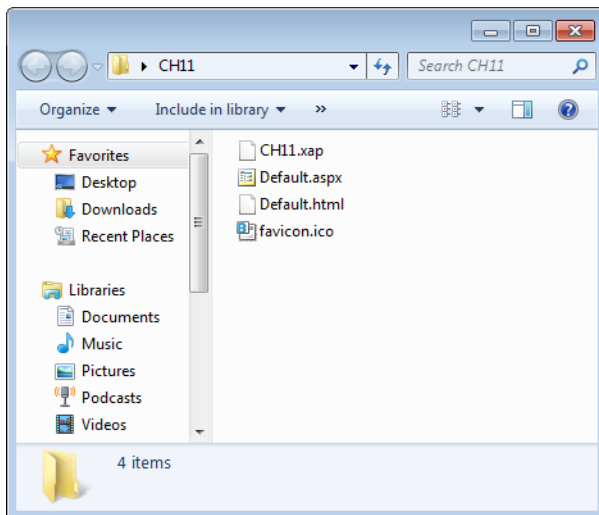 CH11
Search CH11
Organize
Include in library
»
Favorites
Desktop
Downloads
Recent Places
Libraries
Documents
Music
Pictures
Podcasts
Videos
CH11.xap
Default.aspx
Default.html
favicon.ico
4 items